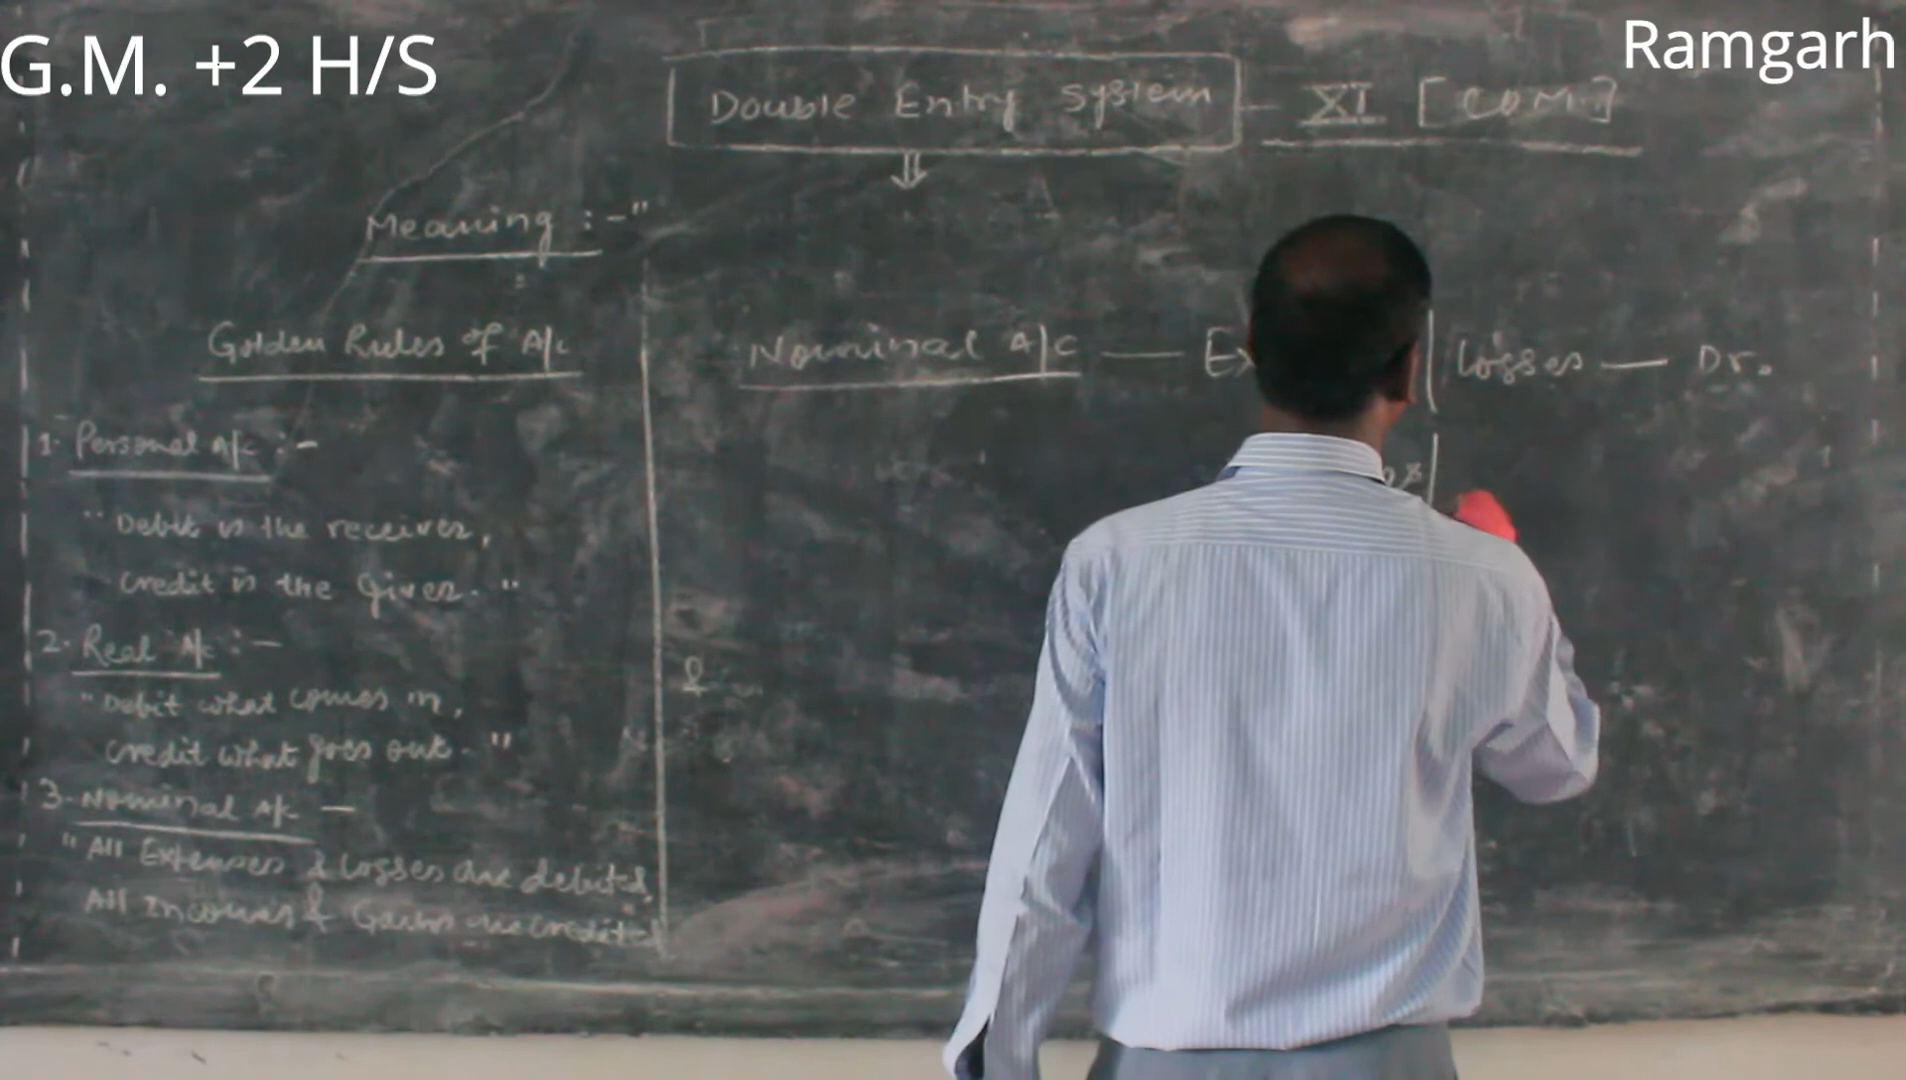 G.M. +2 H/S
Ramgarh
Double Entry System — XI [COM.]
Meaning :-"
Golden Rules of A/c
1. Personal A/c :-
"Debit is the receiver,
credit is the Giver."
2. Real A/c :-
"Debit what comes in,
credit what goes out."
3. Nominal A/c —
"All Expenses & Losses are debited,
All Incomes & Gains are credited
Nominal A/c — Ex
Losses — Dr.
&